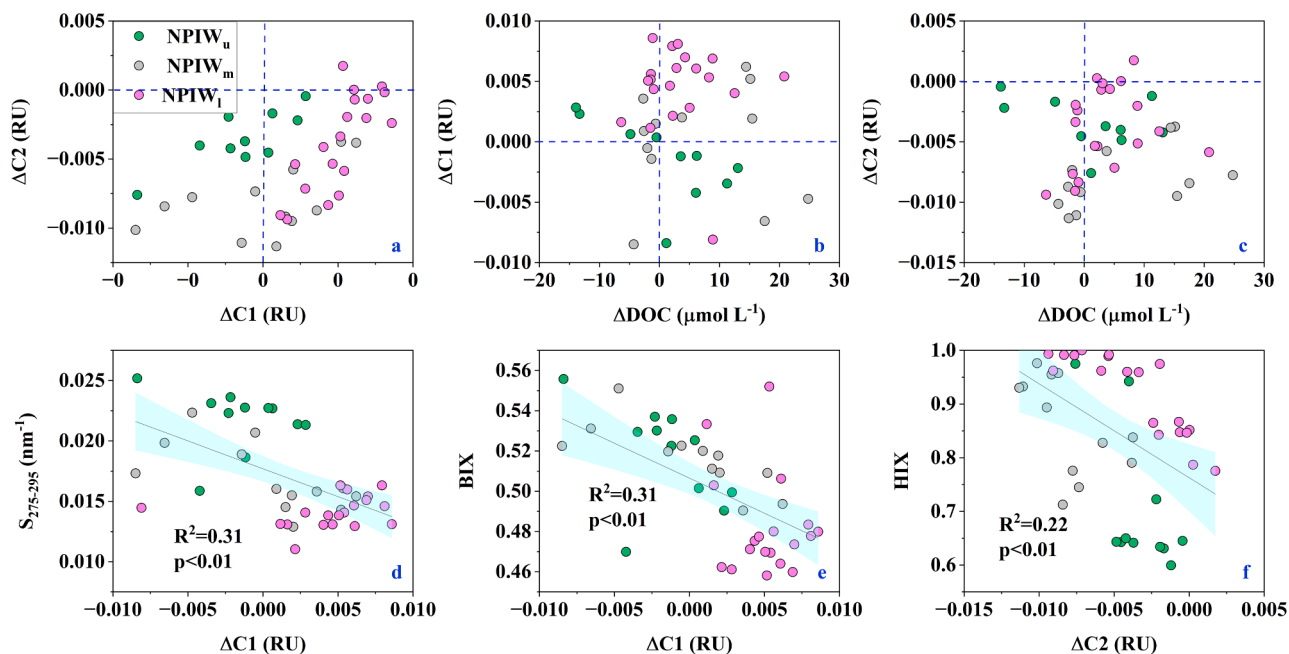 0.005
0.000
−0.005
−0.010
ΔC2 (RU)
NPIWu
NPIWm
NPIWl
a
−0 −0 0 0 0
ΔC1 (RU)
0.010
0.005
0.000
−0.005
−0.010
ΔC1 (RU)
b
−20 −10 0 10 20 30
ΔDOC (μmol L-1)
0.005
0.000
−0.005
−0.010
−0.015
ΔC2 (RU)
c
−20 −10 0 10 20 30
ΔDOC (μmol L-1)
0.025
0.020
0.015
0.010
S275-295 (nm-1)
R2=0.31
p<0.01
d
−0.010 −0.005 0.000 0.005 0.010
ΔC1 (RU)
0.56
0.54
0.52
0.50
0.48
0.46
BIX
R2=0.31
p<0.01
e
−0.010 −0.005 0.000 0.005 0.010
ΔC1 (RU)
1.0
0.9
0.8
0.7
0.6
HIX
R2=0.22
p<0.01
f
−0.015 −0.010 −0.005 0.000 0.005
ΔC2 (RU)